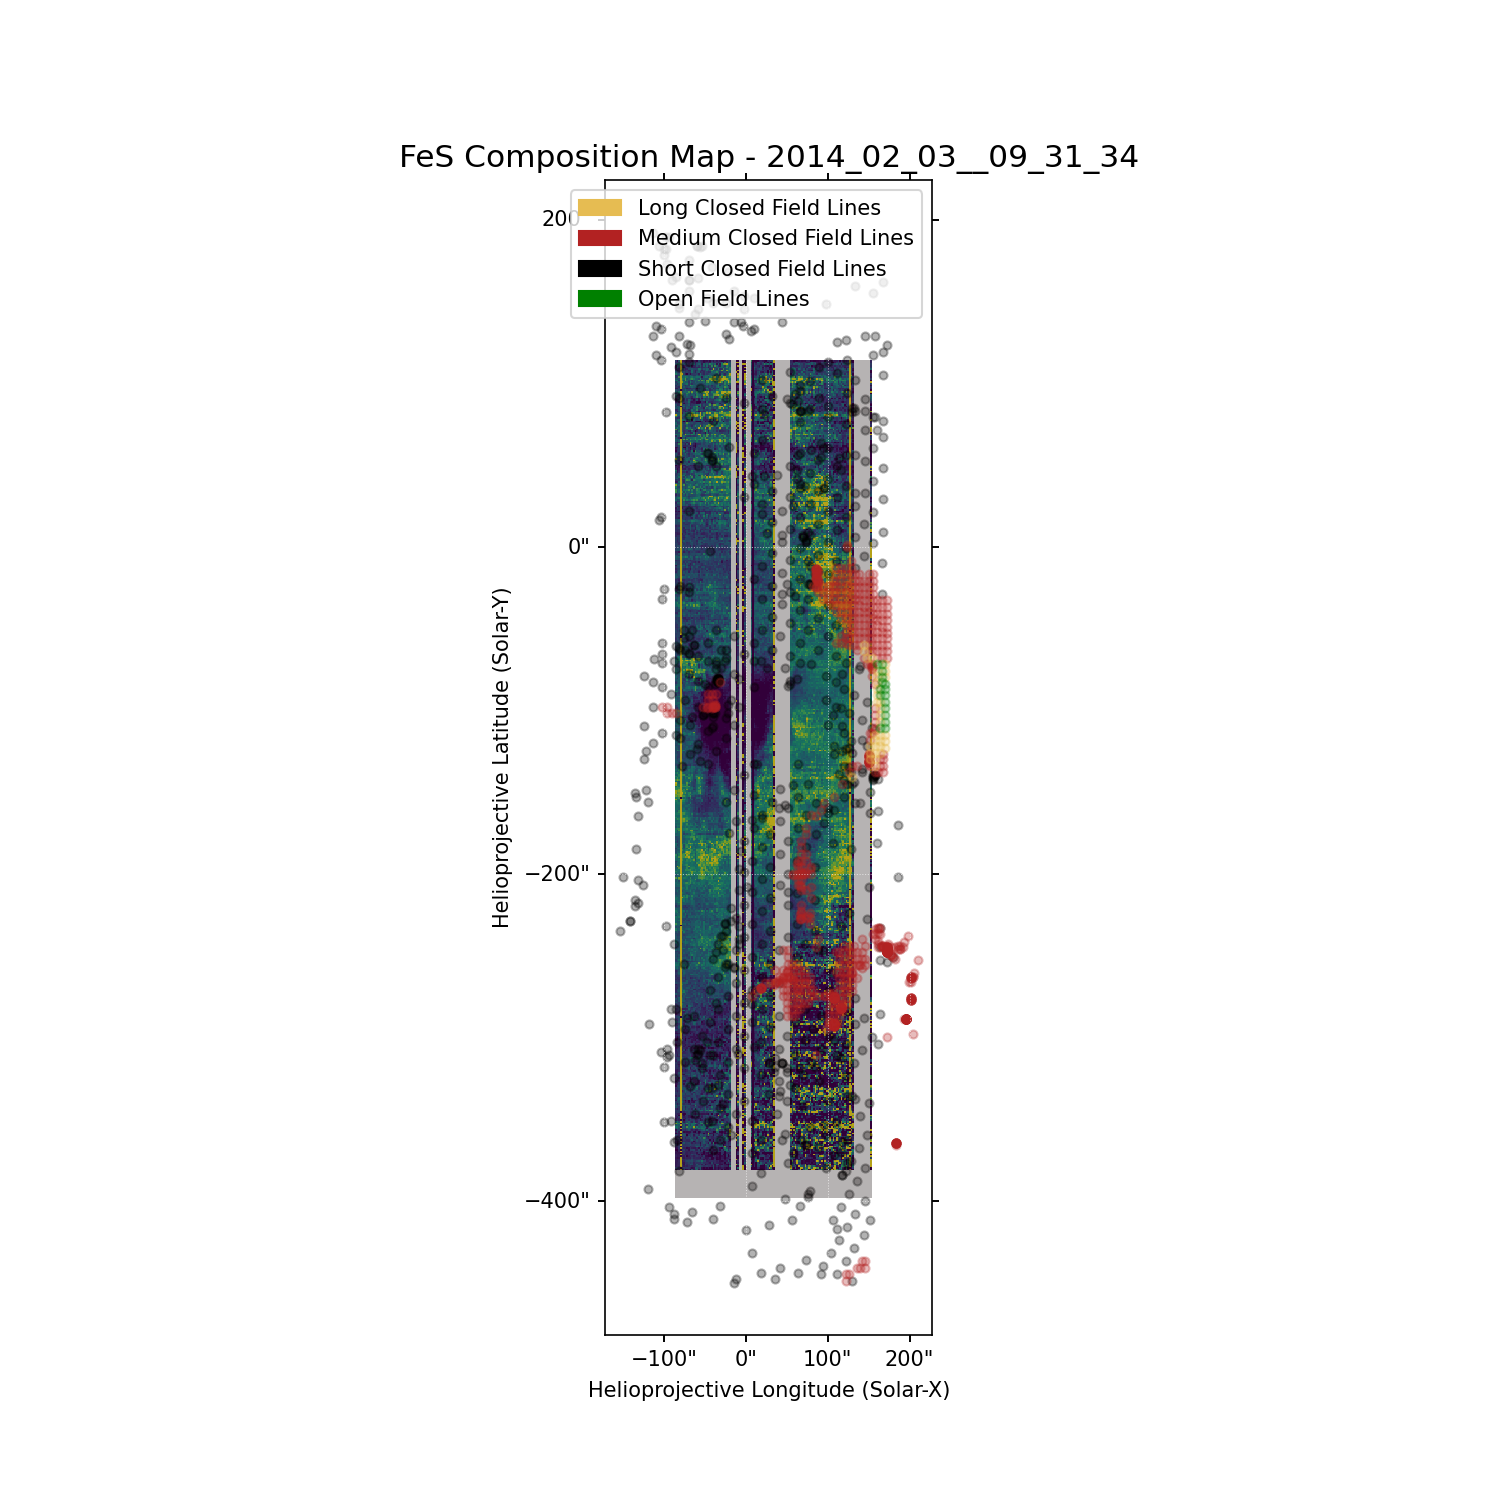 FeS Composition Map - 2014_02_03__09_31_34
Long Closed Field Lines
Medium Closed Field Lines
Short Closed Field Lines
Open Field Lines
200"
0"
−200"
−400"
Helioprojective Latitude (Solar-Y)
−100" 0" 100" 200"
Helioprojective Longitude (Solar-X)